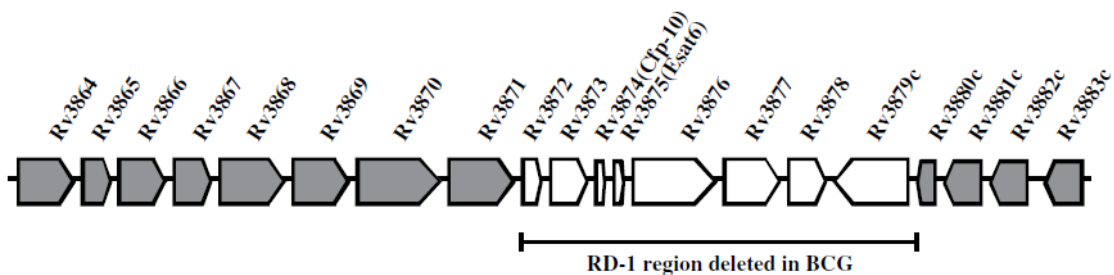 Rv3864
Rv3865
Rv3866
Rv3867
Rv3868
Rv3869
Rv3870
Rv3871
Rv3872
Rv3873
Rv3874(Cfp-10)
Rv3875(Esat6)
Rv3876
Rv3877
Rv3878
Rv3879c
Rv3880c
Rv3881c
Rv3882c
Rv3883c
RD-1 region deleted in BCG